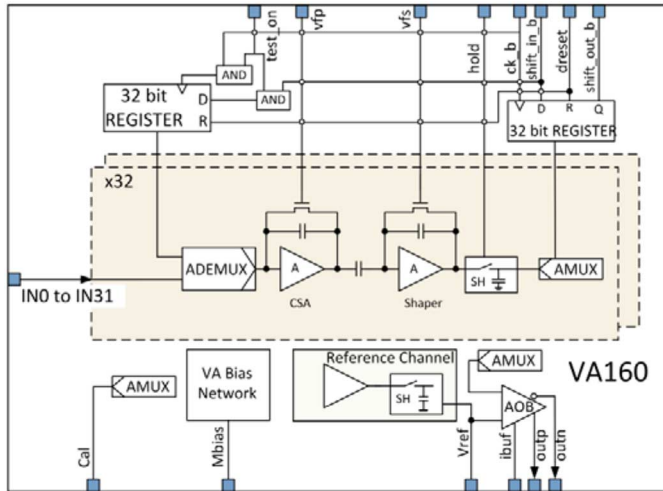 test_on
vfp
vfs
hold
ck_b
shift_in_b
dreset
shift_out_b
AND
AND
32 bit
REGISTER
D
R
D
R
Q
32 bit REGISTER
x32
ADEMUX
A
CSA
A
Shaper
SH
AMUX
IN0 to IN31
AMUX
Cal
VA Bias
Network
Mbias
Reference Channel
SH
Vref
AMUX
AOB
ibuf
outp
outn
VA160